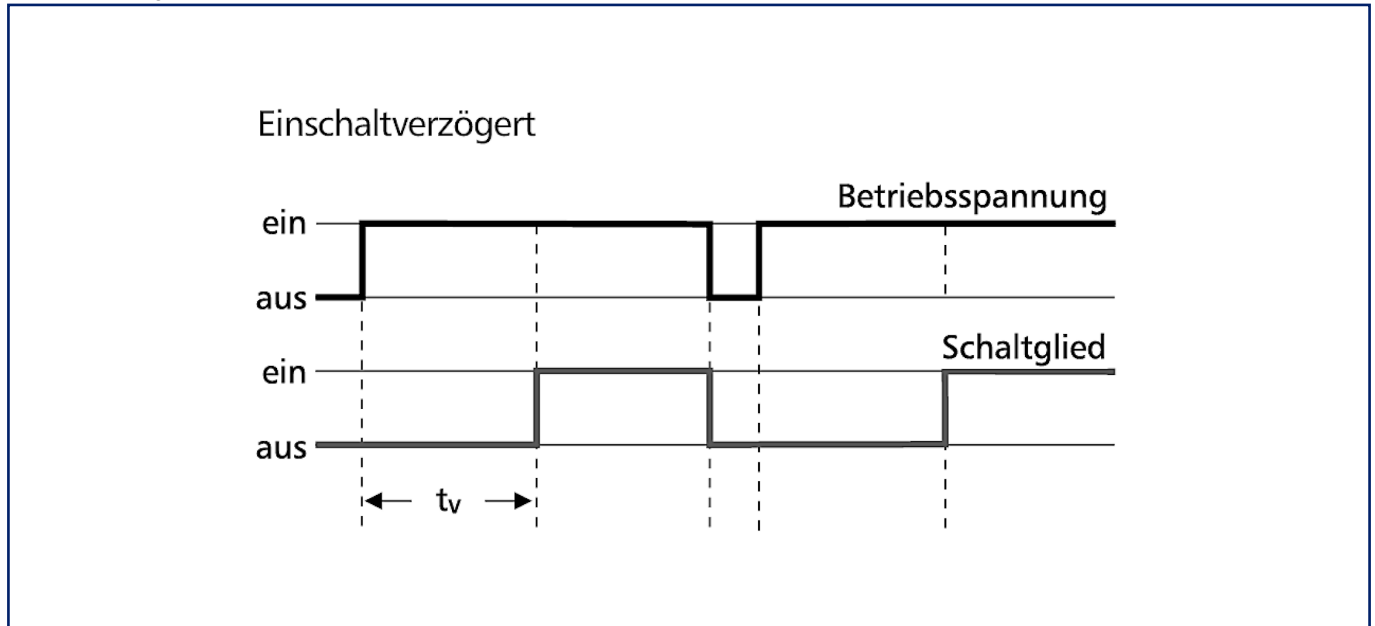 Einschaltverzögert
Betriebsspannung
ein
aus
Schaltglied
ein
aus
tv